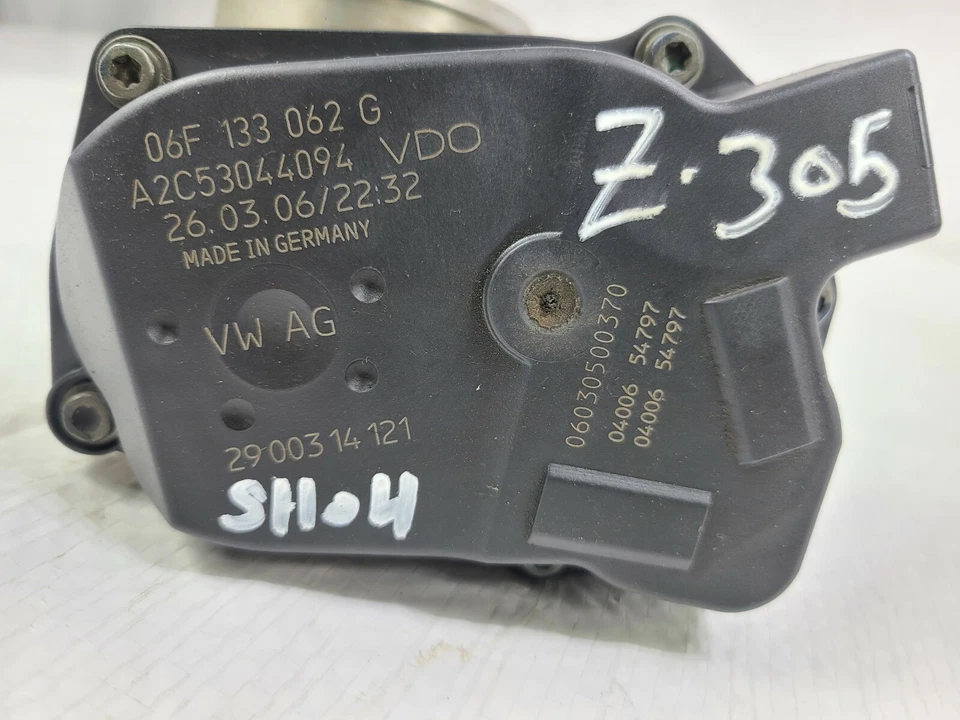 06F 133 062 G
A2C53044094 VDO
26.03.06/22:32
MADE IN GERMANY
VW AG
29 003 14 121
SH04
Z.305
06030500370
04006 54797
04006 54797